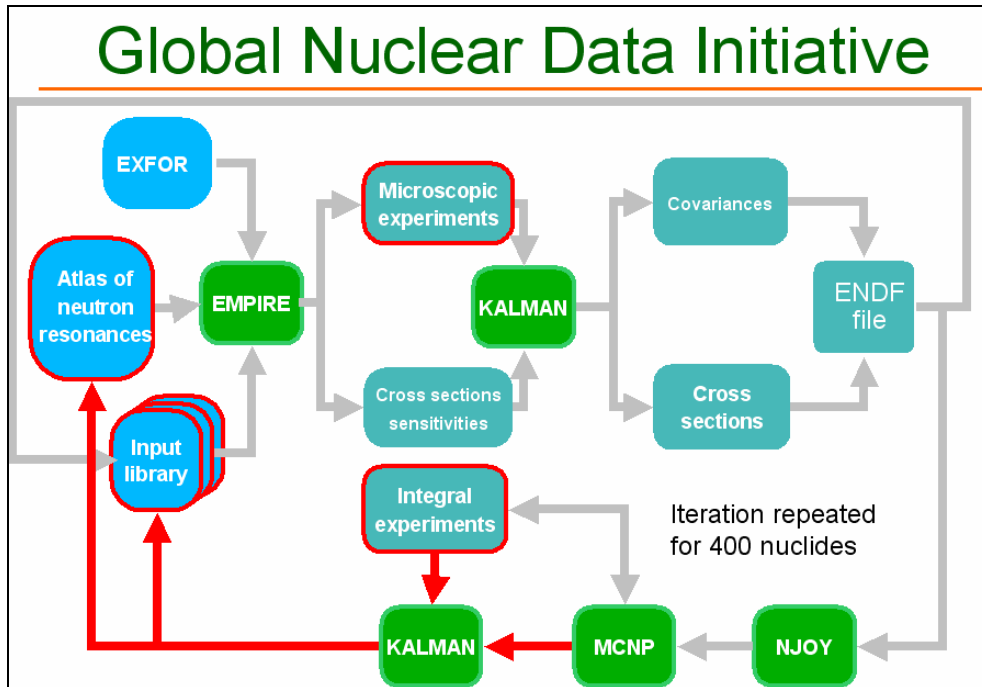 Global Nuclear Data Initiative
EXFOR
Microscopic
experiments
Covariances
Atlas of
neutron
resonances
EMPIRE
KALMAN
ENDF
file
Cross sections
sensitivities
Cross
sections
Input
library
Integral
experiments
Iteration repeated
for 400 nuclides
KALMAN
MCNP
NJOY